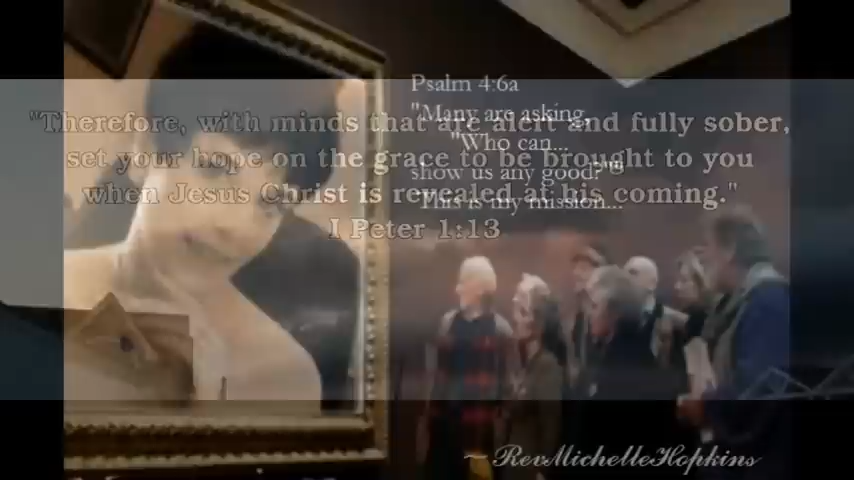 Psalm 4:6a
"Many are asking,
"Who can...
show us any good?"'"
"This is my mission...
"Therefore, with minds that are alert and fully sober,
set your hope on the grace to be brought to you
when Jesus Christ is revealed at his coming."
I Peter 1:13
~ RevMichelleHopkins